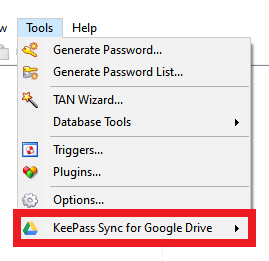 w Tools Help
Generate Password...
Generate Password List...
TAN Wizard...
Database Tools
Triggers...
Plugins...
Options...
KeePass Sync for Google Drive